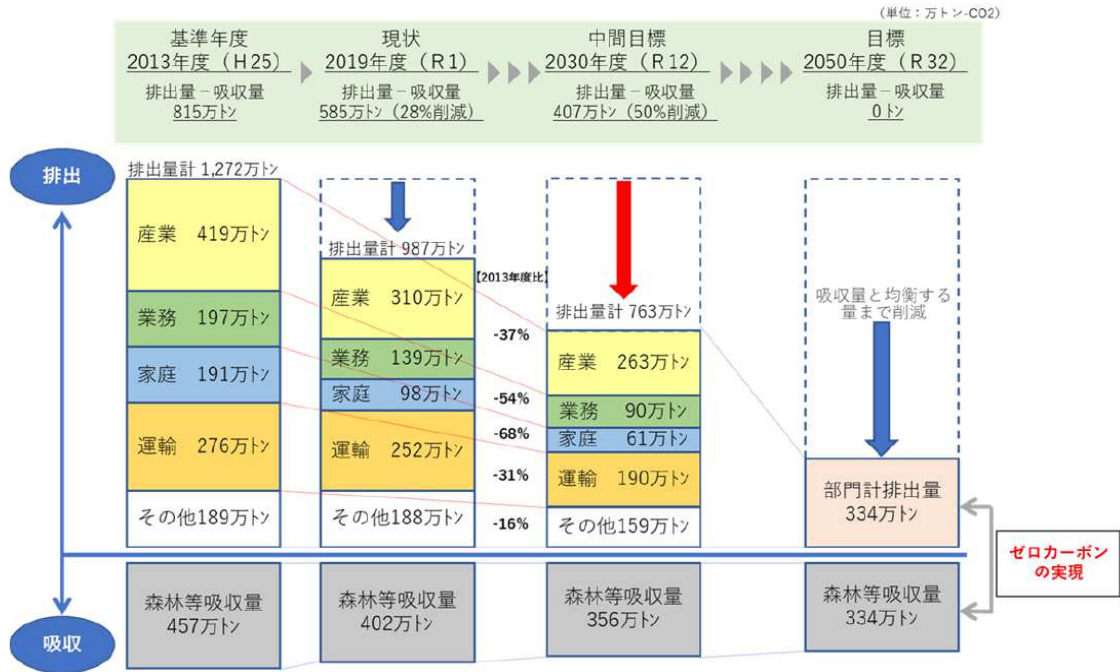 (単位：万トン-CO2)
基準年度
2013年度（H25）
排出量－吸収量
815万㌧
現状
2019年度（R1）
排出量－吸収量
585万㌧（28%削減）
中間目標
2030年度（R12）
排出量－吸収量
407万㌧（50%削減）
目標
2050年度（R32）
排出量－吸収量
0㌧
排出
排出量計 1,272万㌧
産業 419万㌧
業務 197万㌧
家庭 191万㌧
運輸 276万㌧
その他189万㌧
排出量計 987万㌧
産業 310万㌧
業務 139万㌧
家庭 98万㌧
運輸 252万㌧
その他188万㌧
【2013年度比】
-37%
-54%
-68%
-31%
-16%
排出量計 763万㌧
産業 263万㌧
業務 90万㌧
家庭 61万㌧
運輸 190万㌧
その他159万㌧
吸収量と均衡する
量まで削減
部門計排出量
334万㌧
ゼロカーボン
の実現
吸収
森林等吸収量
457万㌧
森林等吸収量
402万㌧
森林等吸収量
356万㌧
森林等吸収量
334万㌧